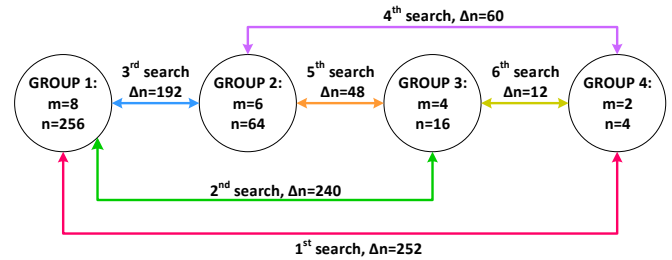 4th search, Δn=60
GROUP 1:
m=8
n=256
3rd search
Δn=192
GROUP 2:
m=6
n=64
5th search
Δn=48
GROUP 3:
m=4
n=16
6th search
Δn=12
GROUP 4:
m=2
n=4
2nd search, Δn=240
1st search, Δn=252